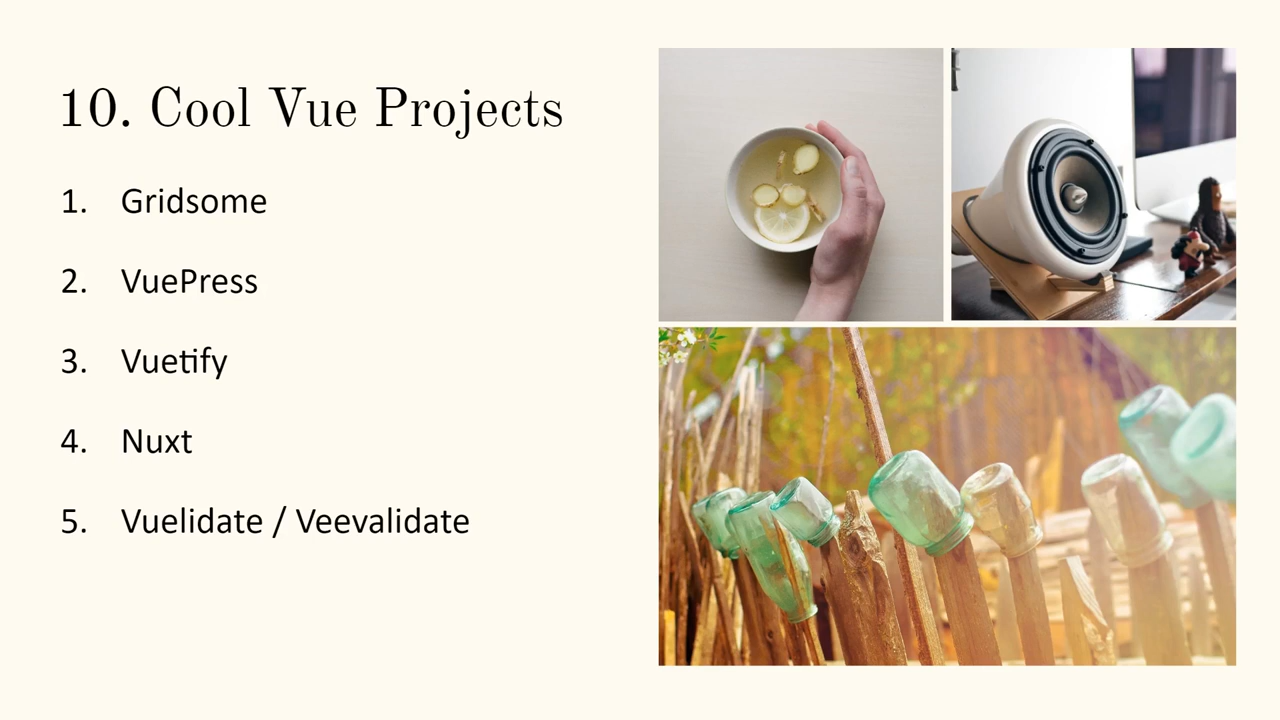 10. Cool Vue Projects
1. Gridsome
2. VuePress
3. Vuetify
4. Nuxt
5. Vuelidate / Veevalidate